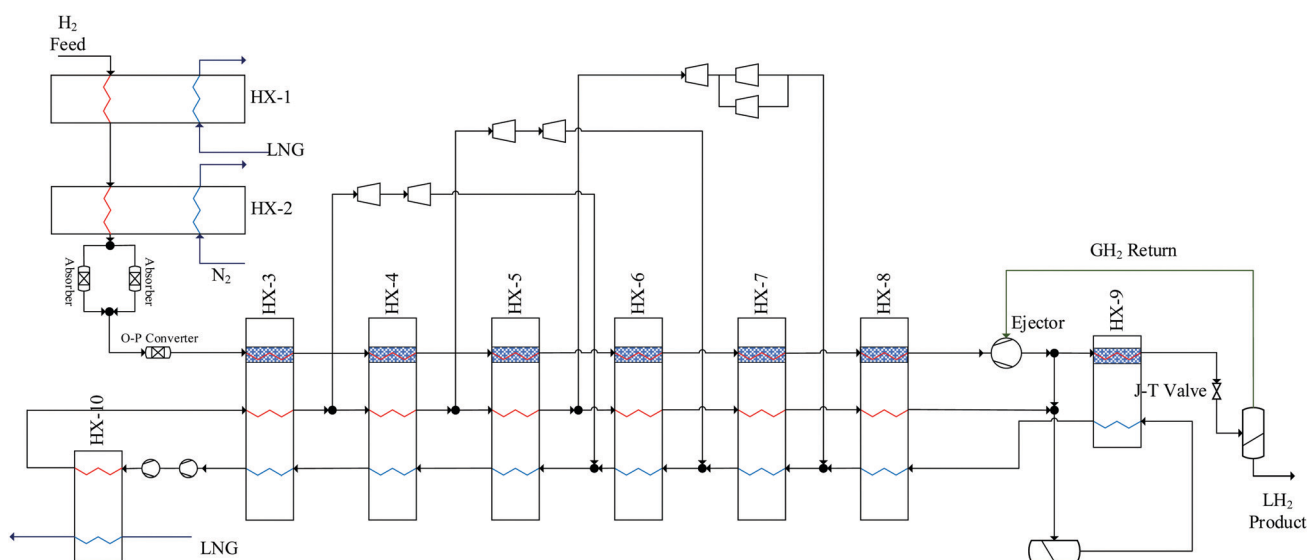 H₂
Feed
HX-1
LNG
HX-2
N₂
Absorber
Absorber
O-P Converter
HX-3
HX-4
HX-5
HX-6
HX-7
HX-8
GH₂ Return
Ejector
HX-9
J-T Valve
HX-10
LNG
LH₂
Product